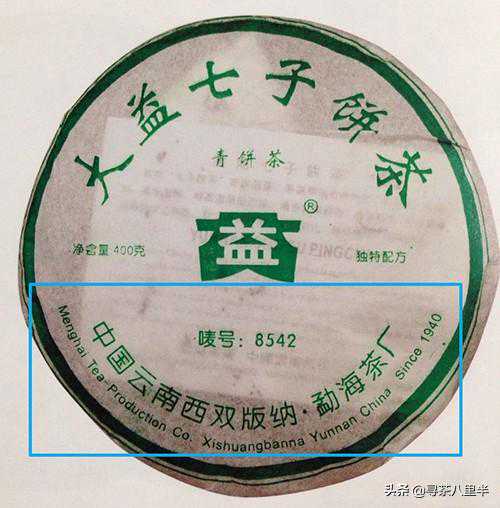 大益七子饼茶
青饼茶
®
益
净含量 400克
独特配方
唛号：8542
中国云南西双版纳·勐海茶厂
Menghai Tea-Production Co. Xishuangbanna Yunnan China Since 1940
头条 @寻茶八里半